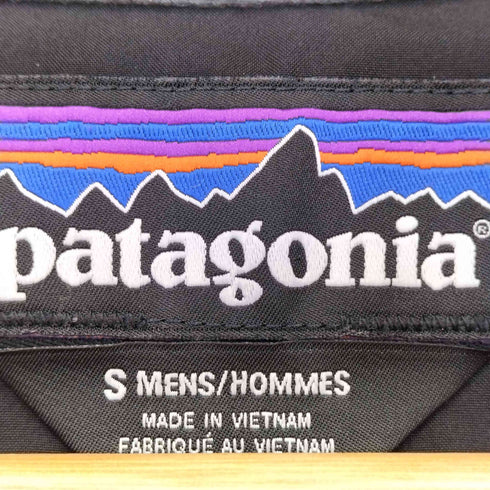 patagonia®
S MENS/HOMMES
MADE IN VIETNAM
FABRIQUÉ AU VIETNAM